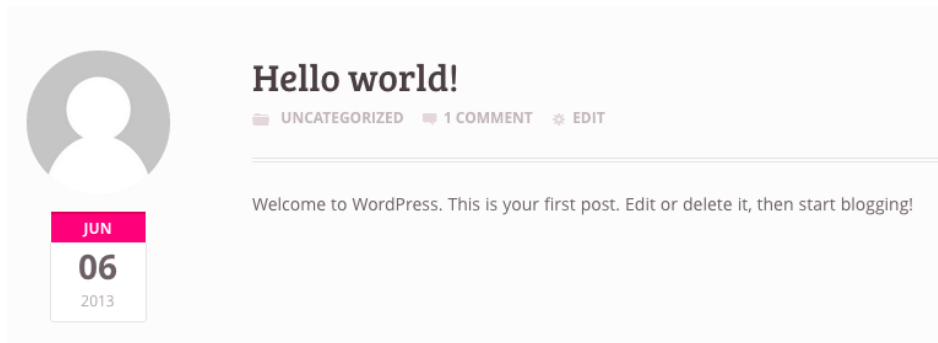 Hello world!
UNCATEGORIZED 1 COMMENT EDIT
Welcome to WordPress. This is your first post. Edit or delete it, then start blogging!
JUN
06
2013